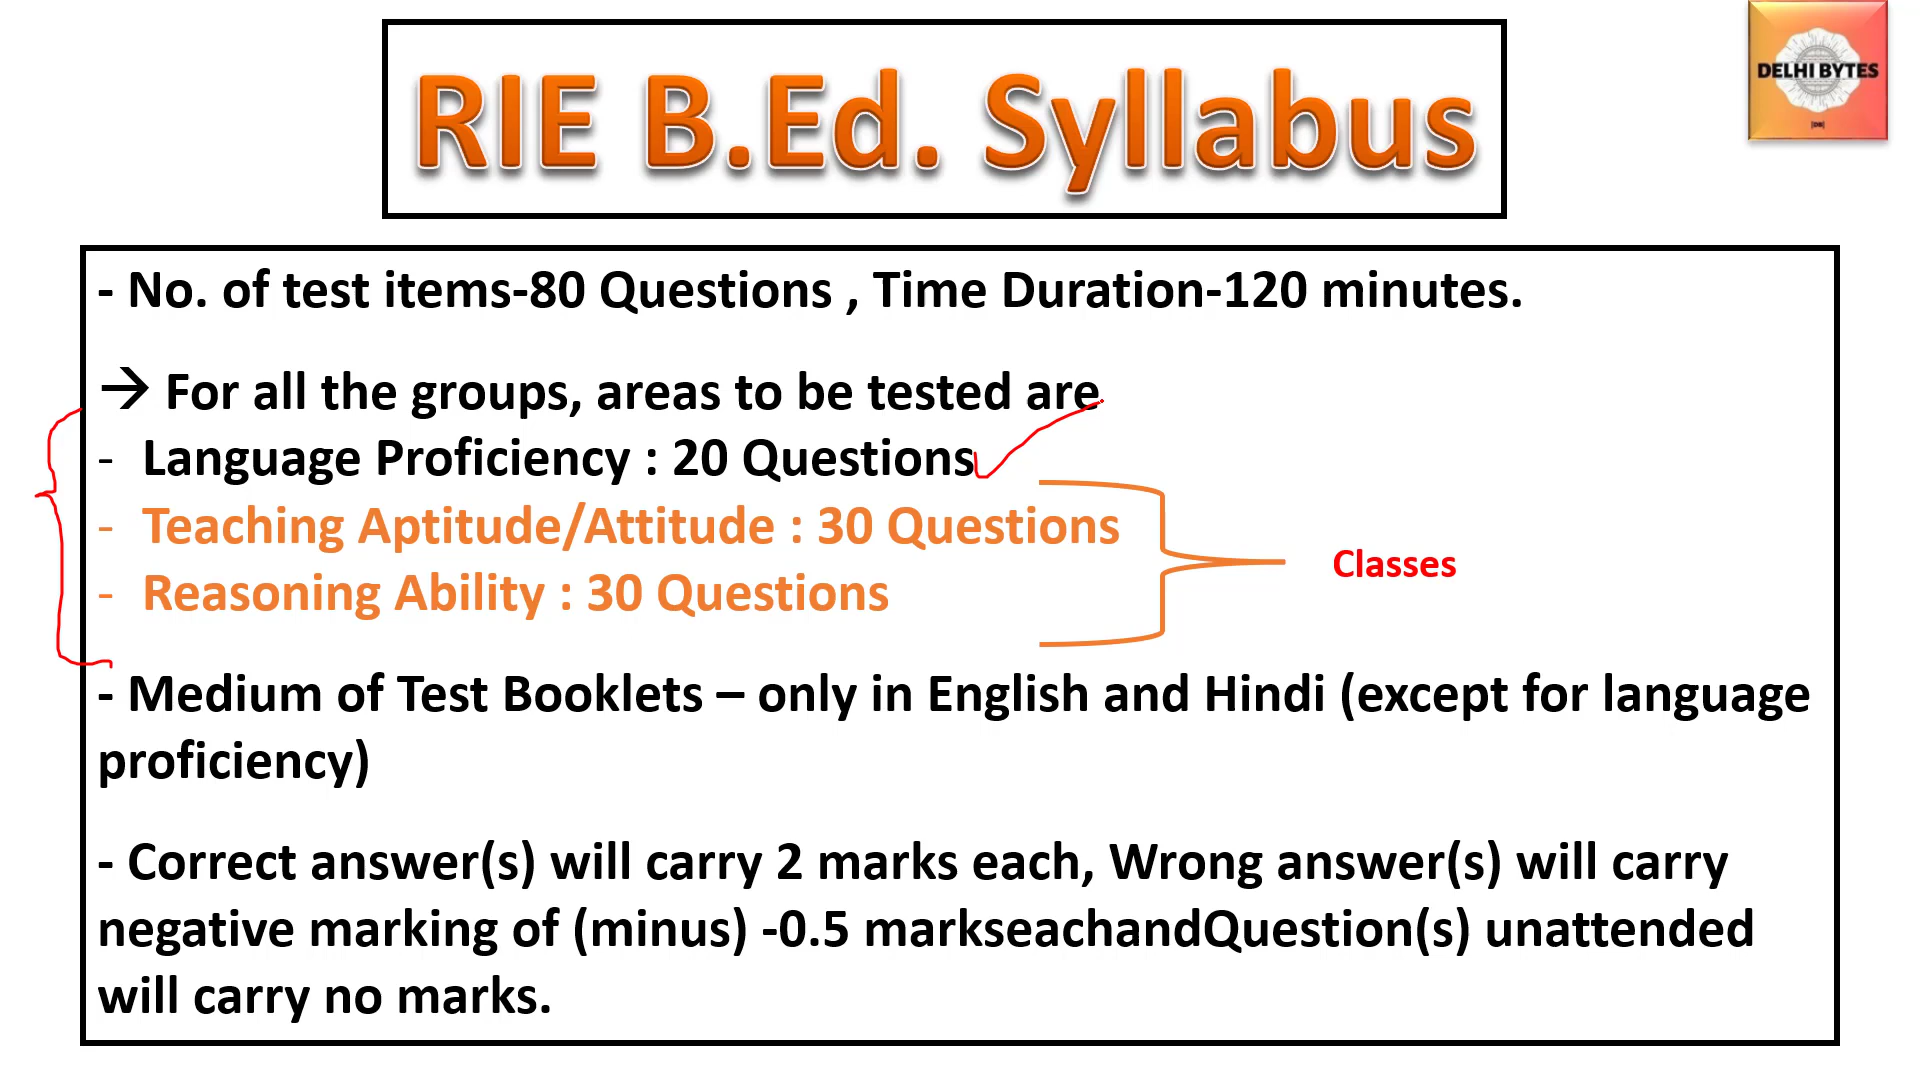 RIE B.Ed. Syllabus
DELHI BYTES
|DB|
- No. of test items-80 Questions , Time Duration-120 minutes.
→ For all the groups, areas to be tested are
- Language Proficiency : 20 Questions
- Teaching Aptitude/Attitude : 30 Questions
- Reasoning Ability : 30 Questions
Classes
- Medium of Test Booklets – only in English and Hindi (except for language
proficiency)
- Correct answer(s) will carry 2 marks each, Wrong answer(s) will carry
negative marking of (minus) -0.5 markseachandQuestion(s) unattended
will carry no marks.